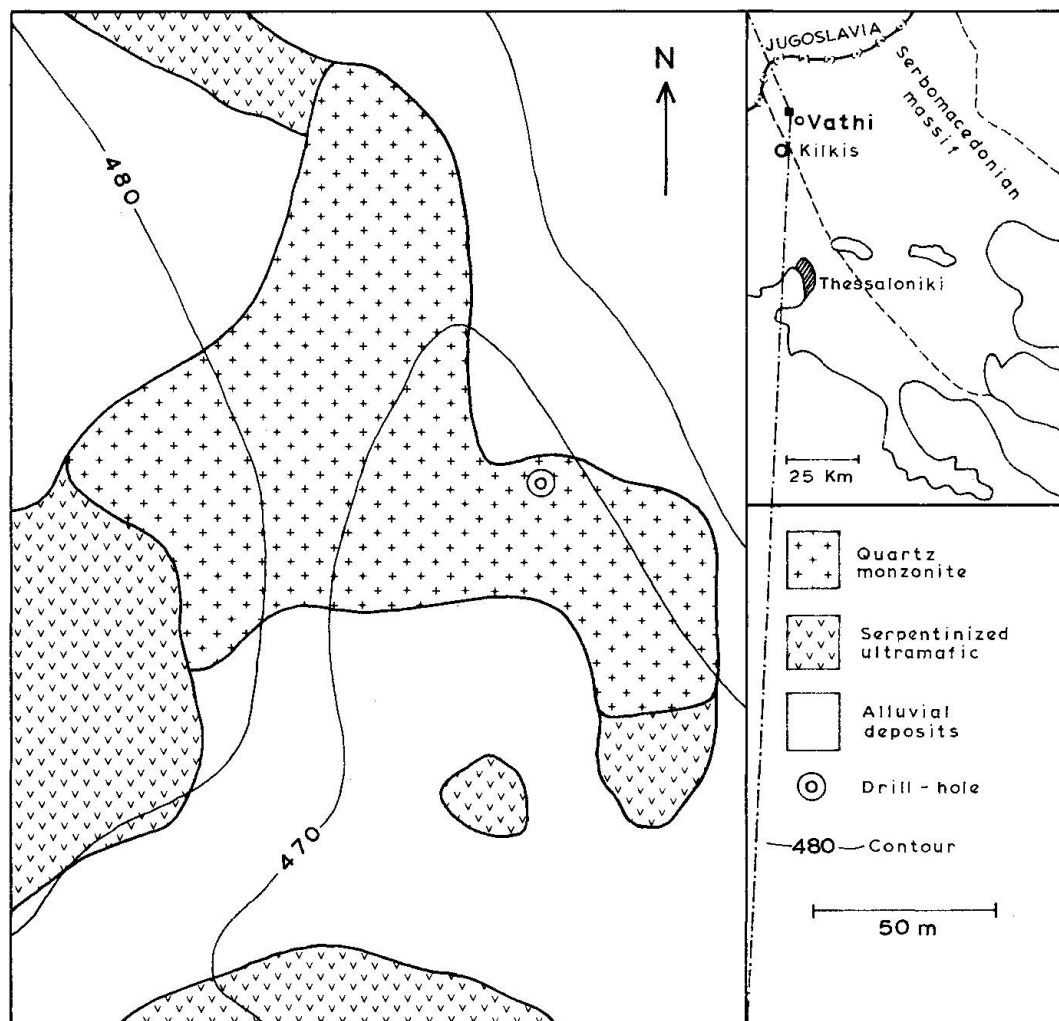 480
470
N
JUGOSLAVIA
Serbomacedonian
massif
Vathi
Kilkis
Thessaloniki
25 Km
Quartz
monzonite
Serpentinized
ultramafic
Alluvial
deposits
Drill-hole
480 Contour
50 m